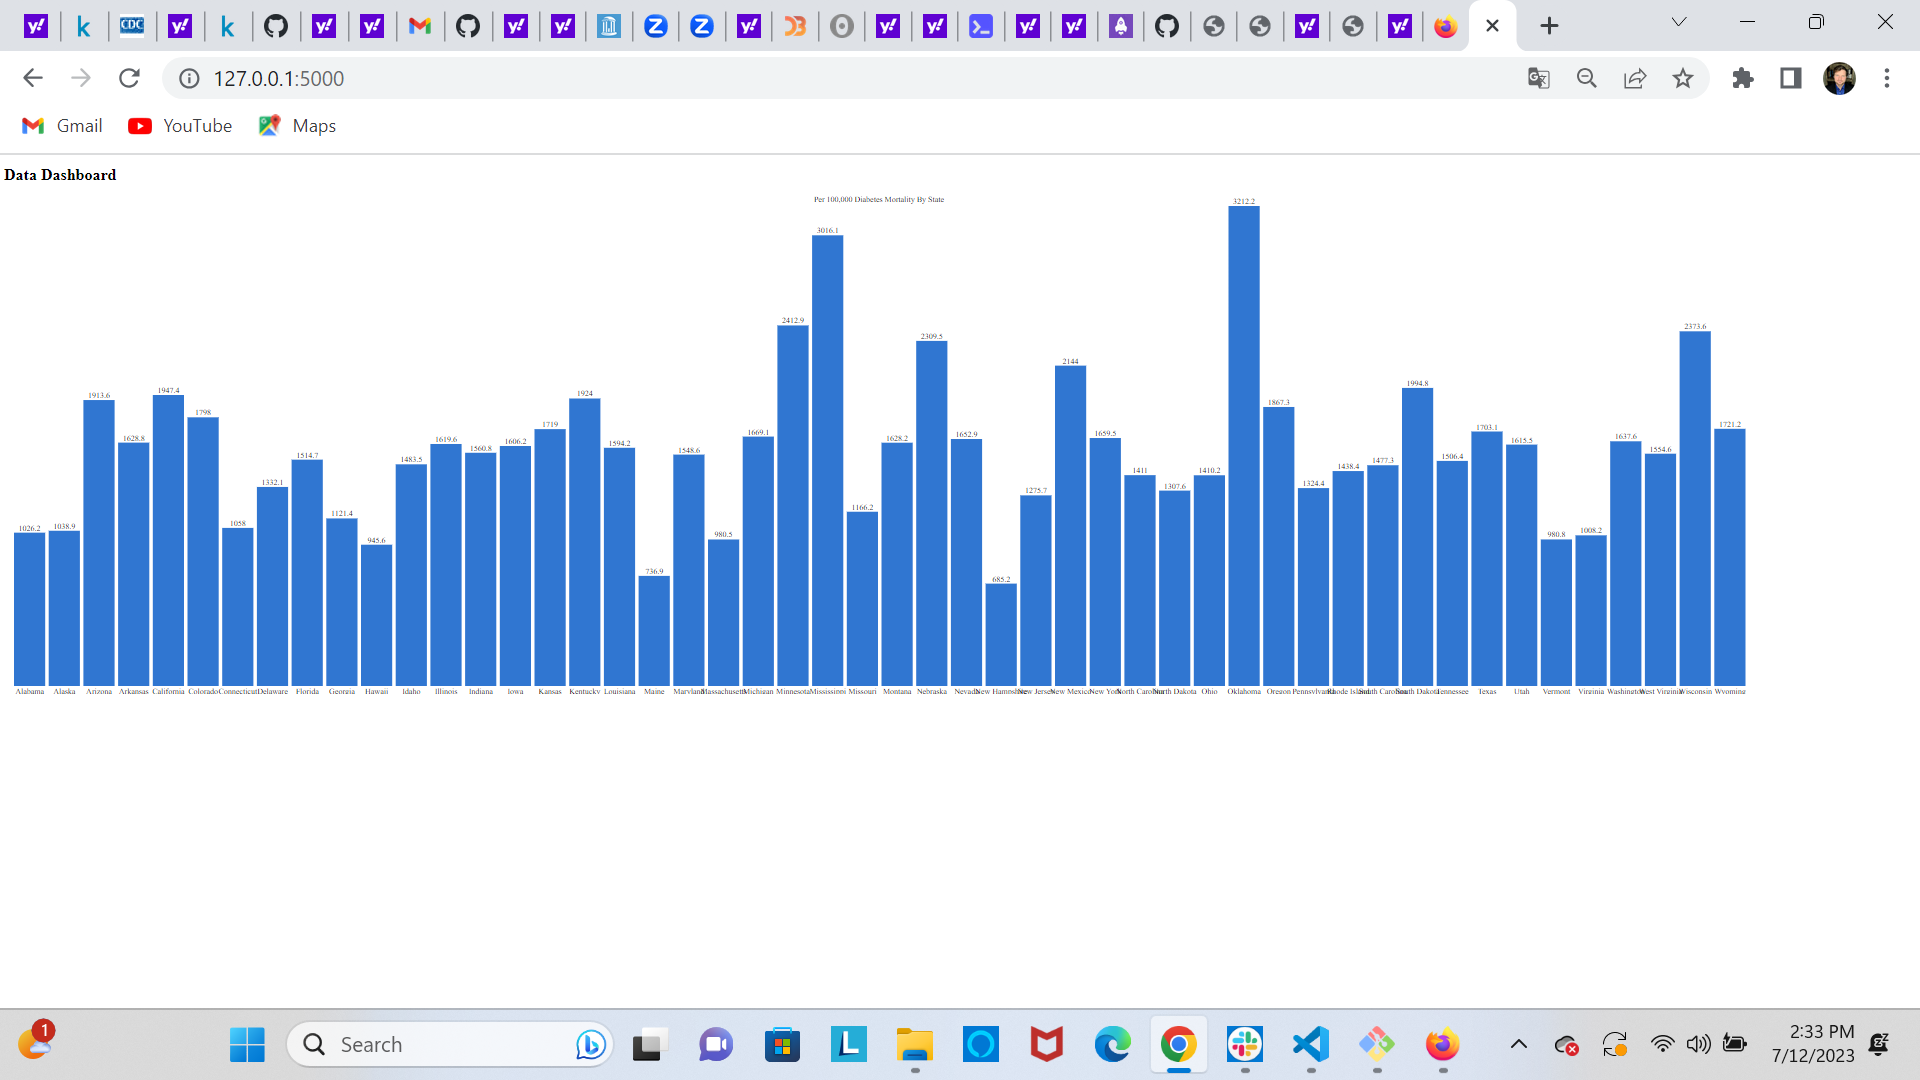 CDC
127.0.0.1:5000
Gmail YouTube Maps
Data Dashboard
Per 100,000 Diabetes Mortality By State
1026.2 1038.9 1913.6 1628.8 1947.4 1798 1058 1332.1 1514.7 1121.4 945.6 1483.5 1619.6 1560.8 1606.2 1719 1924 1594.2 736.9 1548.6 980.5 1669.1 2412.9 3016.1 1166.2 1628.2 2309.5 1652.9 685.2 1275.7 2144 1659.5 1411 1307.6 1410.2 3212.2 1867.3 1324.4 1438.4 1477.3 1994.8 1506.4 1703.1 1615.5 980.8 1008.2 1637.6 1554.6 2373.6 1721.2
Alabama Alaska Arizona Arkansas California Colorado Connecticut Delaware Florida Georgia Hawaii Idaho Illinois Indiana Iowa Kansas Kentucky Louisiana Maine Maryland Massachusetts Michigan Minnesota Mississippi Missouri Montana Nebraska Nevada New Hampshire New Jersey New Mexico New York North Carolina North Dakota Ohio Oklahoma Oregon Pennsylvania Rhode Island South Carolina South Dakota Tennessee Texas Utah Vermont Virginia Washington West Virginia Wisconsin Wyoming
1
Search
2:33 PM
7/12/2023